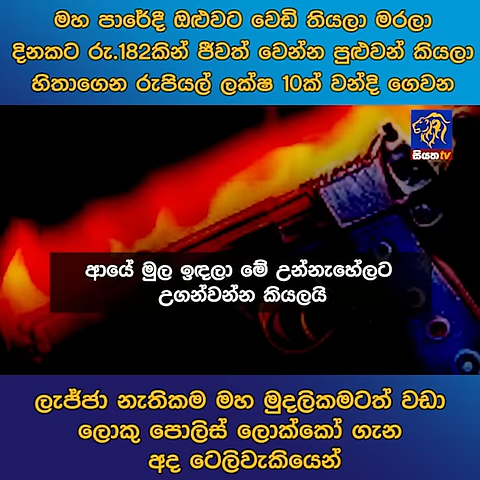 මහ පාරේදී ඔළුවට වෙඩි තියලා මරලා
දිනකට රු.182කින් ජීවත් වෙන්න පුළුවන් කියලා
හිතාගෙන රුපියල් ලක්ෂ 10ක් වන්දි ගෙවන
සියත tv
ආයේ මුල ඉඳලා මේ උන්නැහේලට
උගන්වන්න කියලයි
ලැජ්ජා නැතිකම මහ මුදලිකමටත් වඩා
ලොකු පොලිස් ලොක්කෝ ගැන
අද ටෙලිවැකියෙන්